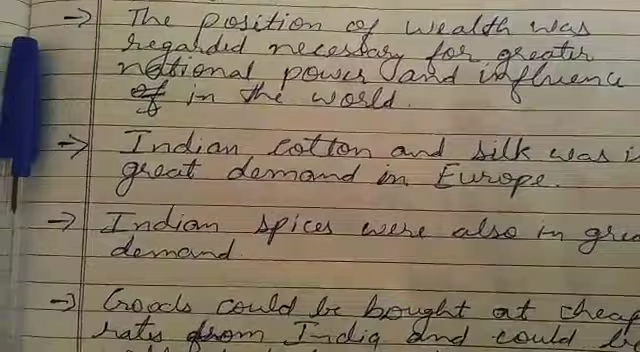 → The position of wealth was
regarded necessary for greater
national power and influence
of in the world.
→ Indian cotton and silk was i
great demand in Europe.
→ Indian spices were also in grea
demand.
→ Goods could be bought at cheap
rates from India and could be